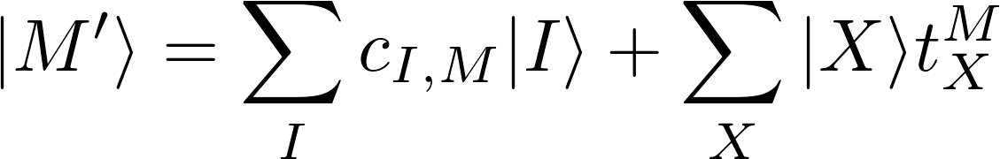 |M′⟩ = ∑_I c_{I,M}|I⟩ + ∑_X |X⟩t_X^M